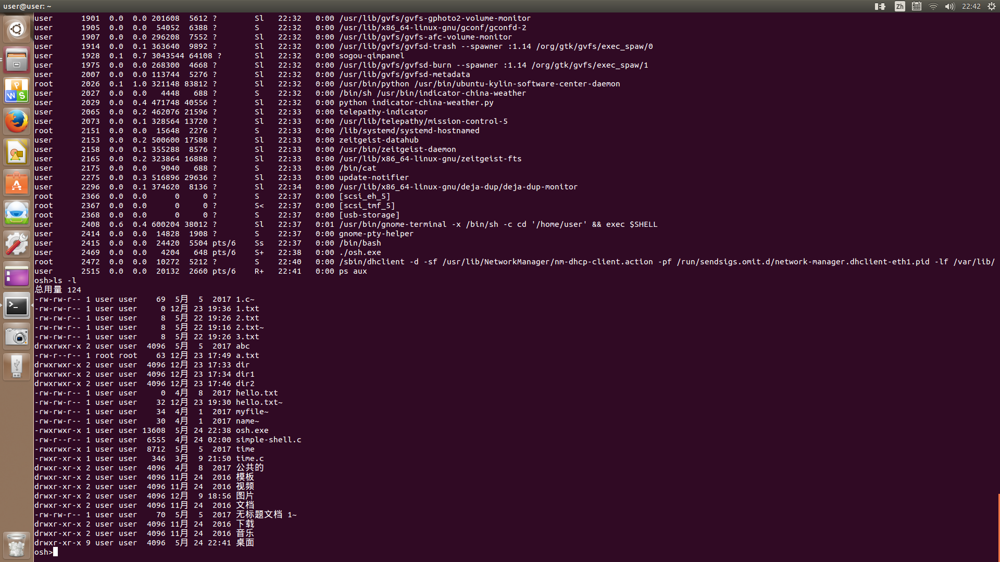 user@user: ~
Zh
22:42
user      1901  0.0  0.0 201608  5612 ?        Sl   22:32   0:00 /usr/lib/gvfs/gvfs-gphoto2-volume-monitor
user      1905  0.0  0.0  54052  6388 ?        S    22:32   0:00 /usr/lib/x86_64-linux-gnu/gconf/gconfd-2
user      1907  0.0  0.0 296208  7552 ?        Sl   22:32   0:00 /usr/lib/gvfs/gvfs-afc-volume-monitor
user      1914  0.0  0.1 363640  9892 ?        Sl   22:32   0:00 /usr/lib/gvfs/gvfsd-trash --spawner :1.14 /org/gtk/gvfs/exec_spaw/0
user      1928  0.1  0.7 3043544 64108 ?       Sl   22:32   0:00 sogou-qimpanel
user      1975  0.0  0.0 268300  4668 ?        Sl   22:32   0:00 /usr/lib/gvfs/gvfsd-burn --spawner :1.14 /org/gtk/gvfs/exec_spaw/1
user      2007  0.0  0.0 113744  5276 ?        Sl   22:32   0:00 /usr/lib/gvfs/gvfsd-metadata
root      2026  0.1  1.0 321148 83812 ?        Sl   22:32   0:00 /usr/bin/python /usr/bin/ubuntu-kylin-software-center-daemon
user      2027  0.0  0.0   4448   688 ?        S    22:32   0:00 /bin/sh /usr/bin/indicator-china-weather
user      2029  0.0  0.4 471748 40556 ?        Sl   22:32   0:00 python indicator-china-weather.py
user      2065  0.0  0.2 462076 21596 ?        Sl   22:33   0:00 telepathy-indicator
user      2073  0.0  0.1 328564 13720 ?        Sl   22:33   0:00 /usr/lib/telepathy/mission-control-5
root      2151  0.0  0.0  15648  2276 ?        S    22:33   0:00 /lib/systemd/systemd-hostnamed
user      2153  0.0  0.2 500600 17588 ?        Sl   22:33   0:00 zeitgeist-datahub
user      2158  0.0  0.1 355288  8576 ?        Sl   22:33   0:00 /usr/bin/zeitgeist-daemon
user      2165  0.0  0.2 323864 16888 ?        Sl   22:33   0:00 /usr/lib/x86_64-linux-gnu/zeitgeist-fts
user      2175  0.0  0.0   9040   688 ?        S    22:33   0:00 /bin/cat
user      2275  0.0  0.3 516896 29636 ?        Sl   22:33   0:00 update-notifier
user      2296  0.0  0.1 374620  8136 ?        Sl   22:34   0:00 /usr/lib/x86_64-linux-gnu/deja-dup/deja-dup-monitor
root      2366  0.0  0.0      0     0 ?        S    22:37   0:00 [scsi_eh_5]
root      2367  0.0  0.0      0     0 ?        S<   22:37   0:00 [scsi_tmf_5]
root      2368  0.0  0.0      0     0 ?        S    22:37   0:00 [usb-storage]
user      2408  0.6  0.4 600204 38012 ?        Sl   22:37   0:01 /usr/bin/gnome-terminal -x /bin/sh -c cd '/home/user' && exec $SHELL
user      2414  0.0  0.0  14828  1908 ?        S    22:37   0:00 gnome-pty-helper
user      2415  0.0  0.0  24420  5504 pts/6    Ss   22:37   0:00 /bin/bash
user      2469  0.0  0.0   4204   648 pts/6    S+   22:38   0:00 ./osh.exe
root      2472  0.0  0.0  10272  5212 ?        S    22:40   0:00 /sbin/dhclient -d -sf /usr/lib/NetworkManager/nm-dhcp-client.action -pf /run/sendsigs.omit.d/network-manager.dhclient-eth1.pid -lf /var/lib/
user      2515  0.0  0.0  20132  2660 pts/6    R+   22:41   0:00 ps aux
osh>ls -l
总用量 124
-rw-rw-r-- 1 user user    69  5月  5  2017 1.c~
-rw-rw-r-- 1 user user     0 12月 23 19:36 1.txt
-rw-rw-r-- 1 user user     8  5月 22 19:26 2.txt
-rw-rw-r-- 1 user user     8  5月 22 19:16 2.txt~
-rw-rw-r-- 1 user user     8  5月 22 19:26 3.txt
drwxrwxr-x 2 user user  4096  5月  5  2017 abc
-rw-r--r-- 1 root root    63 12月 23 17:49 a.txt
drwxrwxr-x 2 user user  4096 12月 23 17:33 dir
drwxrwxr-x 2 user user  4096 12月 23 17:34 dir1
drwxrwxr-x 2 user user  4096 12月 23 17:46 dir2
-rw-rw-r-- 1 user user     0  4月  8  2017 hello.txt
-rw-rw-r-- 1 user user    32 12月 23 19:30 hello.txt~
-rw-rw-r-- 1 user user    34  4月  1  2017 myfile~
-rw-rw-r-- 1 user user    30  4月  1  2017 name~
-rwxrwxr-x 1 user user 13608  5月 24 22:38 osh.exe
-rw-r--r-- 1 user user  6555  4月 24 02:00 simple-shell.c
-rwxrwxr-x 1 user user  8712  5月  5  2017 time
-rwxr-xr-x 1 user user   346  3月  9 21:50 time.c
drwxr-xr-x 2 user user  4096  4月  8  2017 公共的
drwxr-xr-x 2 user user  4096 11月 24  2016 模板
drwxr-xr-x 2 user user  4096 11月 24  2016 视频
drwxr-xr-x 2 user user  4096 12月  9 18:56 图片
drwxr-xr-x 2 user user  4096 11月 24  2016 文档
-rw-rw-r-- 1 user user    70  5月  5  2017 无标题文档 1~
drwxr-xr-x 2 user user  4096 11月 24  2016 下载
drwxr-xr-x 2 user user  4096 11月 24  2016 音乐
drwxr-xr-x 9 user user  4096  5月 24 22:41 桌面
osh>